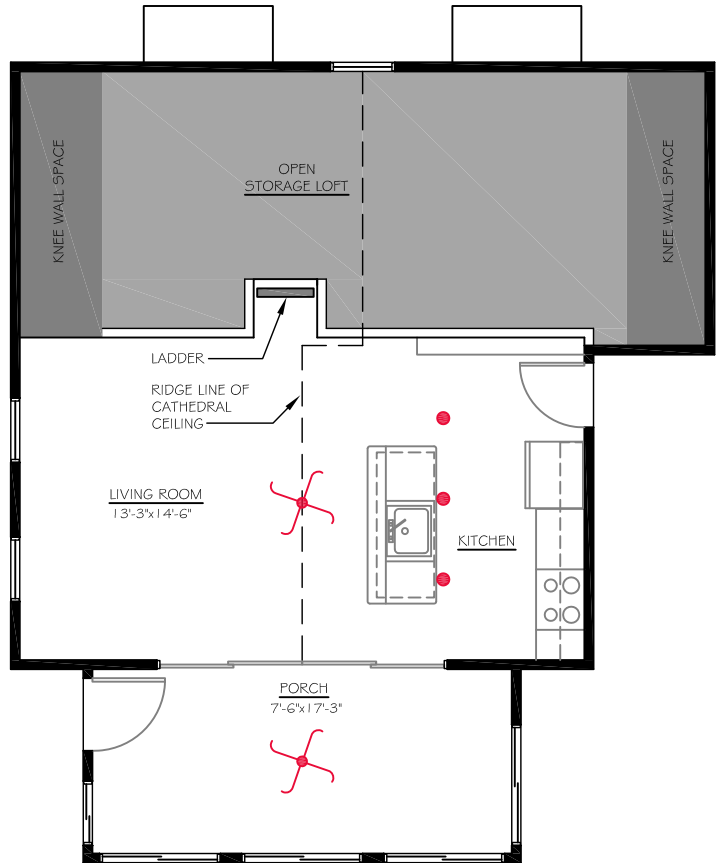 OPEN
STORAGE LOFT
KNEE WALL SPACE
KNEE WALL SPACE
LADDER
RIDGE LINE OF
CATHEDRAL
CEILING
LIVING ROOM
13'-3"x14'-6"
KITCHEN
PORCH
7'-6"x17'-3"